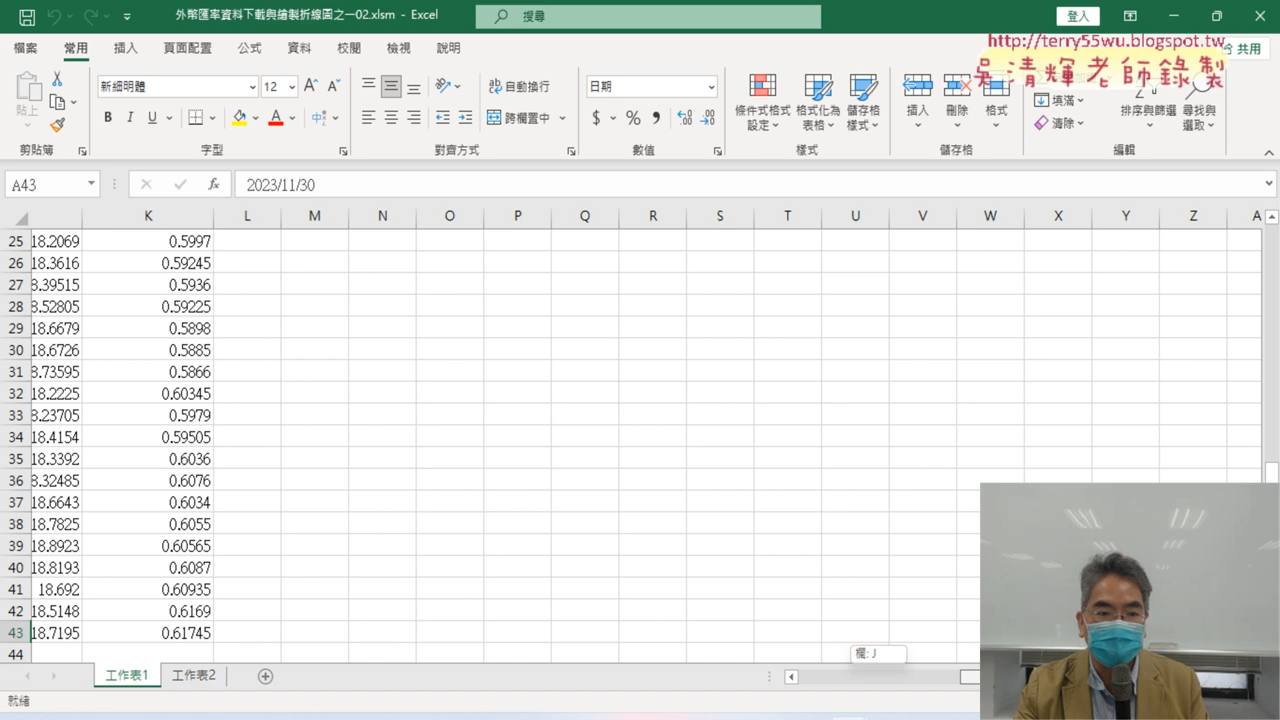 外幣匯率資料下載與繪製折線圖之一02.xlsm - Excel
搜尋
登入
http://terry55wu.blogspot.tw
吳清輝老師錄製
檔案 常用 插入 頁面配置 公式 資料 校閱 檢視 說明
共用
貼上
新細明體 12
B I U
自動換行
跨欄置中
日期
$ %
條件式格式設定
格式化為表格
儲存格樣式
插入
刪除
格式
填滿
清除
排序與篩選
尋找與選取
剪貼簿 字型 對齊方式 數值 樣式 儲存格 編輯
A43 fx 2023/11/30
K L M N O P Q R S T U V W X Y Z A
25 18.2069 0.5997
26 18.3616 0.59245
27 8.39515 0.5936
28 8.52805 0.59225
29 18.6679 0.5898
30 18.6726 0.5885
31 8.73595 0.5866
32 18.2225 0.60345
33 8.23705 0.5979
34 18.4154 0.59505
35 18.3392 0.6036
36 8.32485 0.6076
37 18.6643 0.6034
38 18.7825 0.6055
39 18.8923 0.60565
40 18.8193 0.6087
41 18.692 0.60935
42 18.5148 0.6169
43 18.7195 0.61745
44
欄: J
工作表1 工作表2
就緒